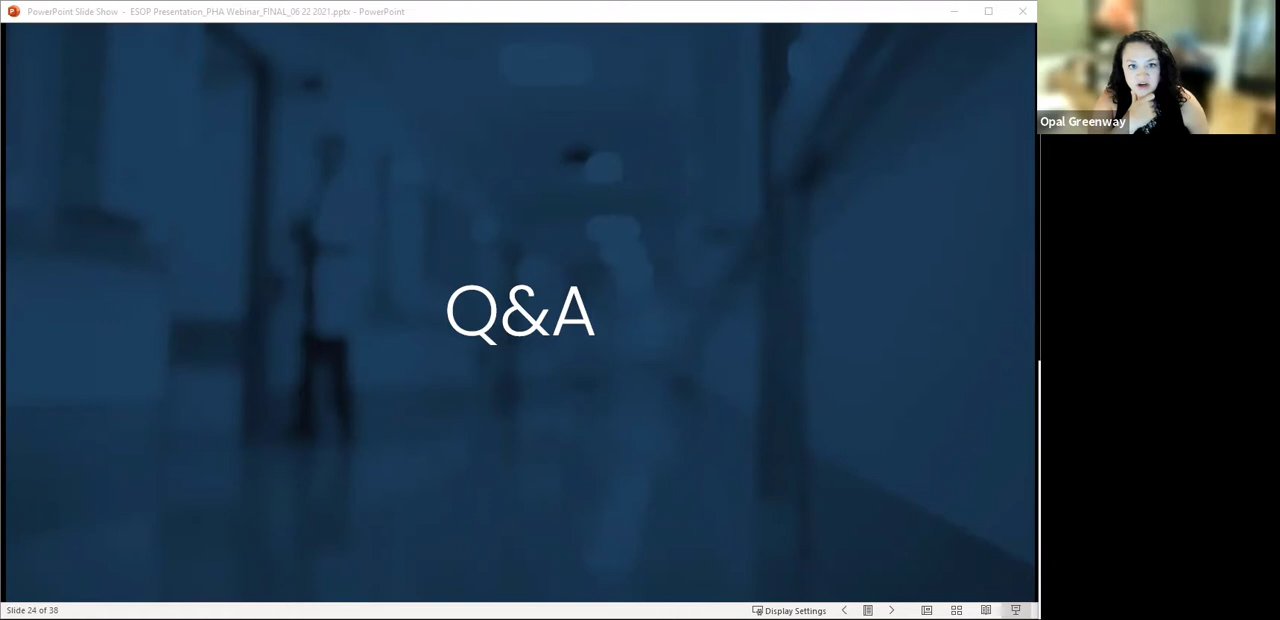 PowerPoint Slide Show - ESOP Presentation_PHA Webinar_FINAL_06 22 2021.pptx - PowerPoint
Opal Greenway
Q&A
Slide 24 of 38
Display Settings